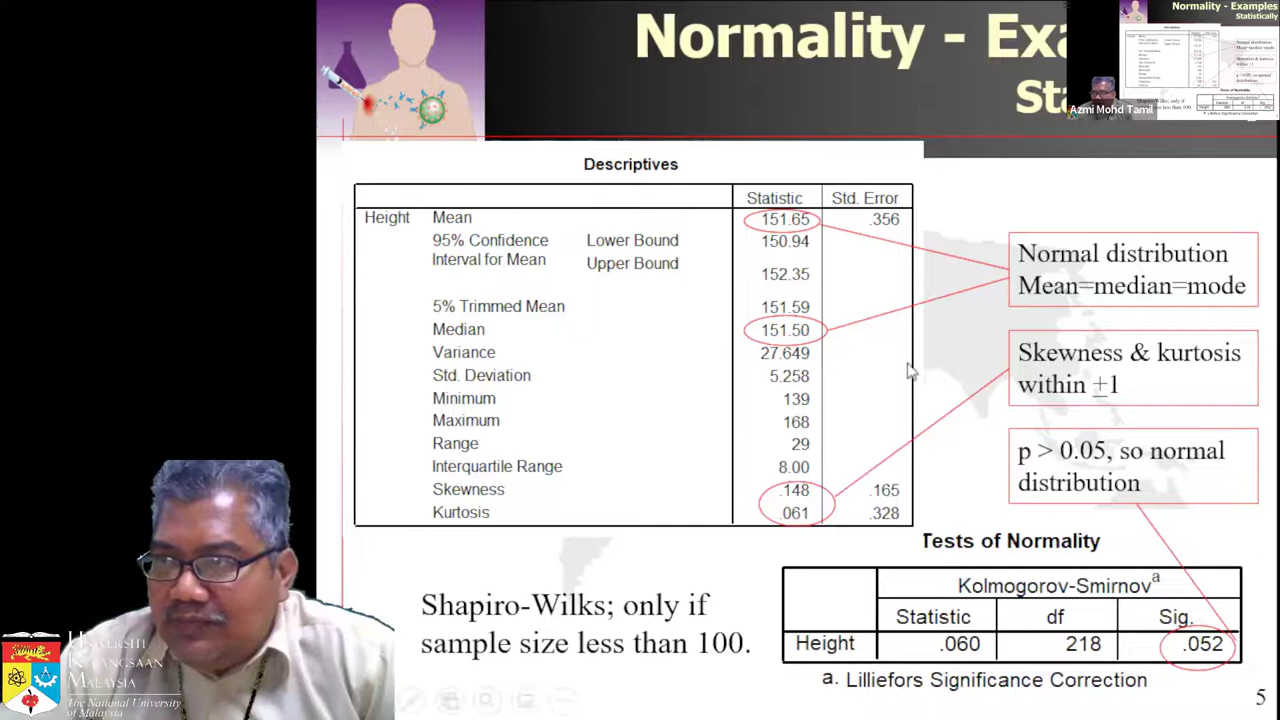 Normality - Exa
Sta
Normality - Examples
Statistically
Azmi Mohd Tamil
Descriptives
Statistic Std. Error
Height Mean 151.65 .356
95% Confidence Lower Bound 150.94
Interval for Mean Upper Bound 152.35
5% Trimmed Mean 151.59
Median 151.50
Variance 27.649
Std. Deviation 5.258
Minimum 139
Maximum 168
Range 29
Interquartile Range 8.00
Skewness .148 .165
Kurtosis .061 .328
Normal distribution
Mean=median=mode
Skewness & kurtosis
within ±1
p > 0.05, so normal
distribution
Tests of Normality
Kolmogorov-Smirnovᵃ
Statistic df Sig.
Height .060 218 .052
a. Lilliefors Significance Correction
Shapiro-Wilks; only if
sample size less than 100.
5
UNIVERSITI
KEBANGSAAN
MALAYSIA
The National University
of Malaysia